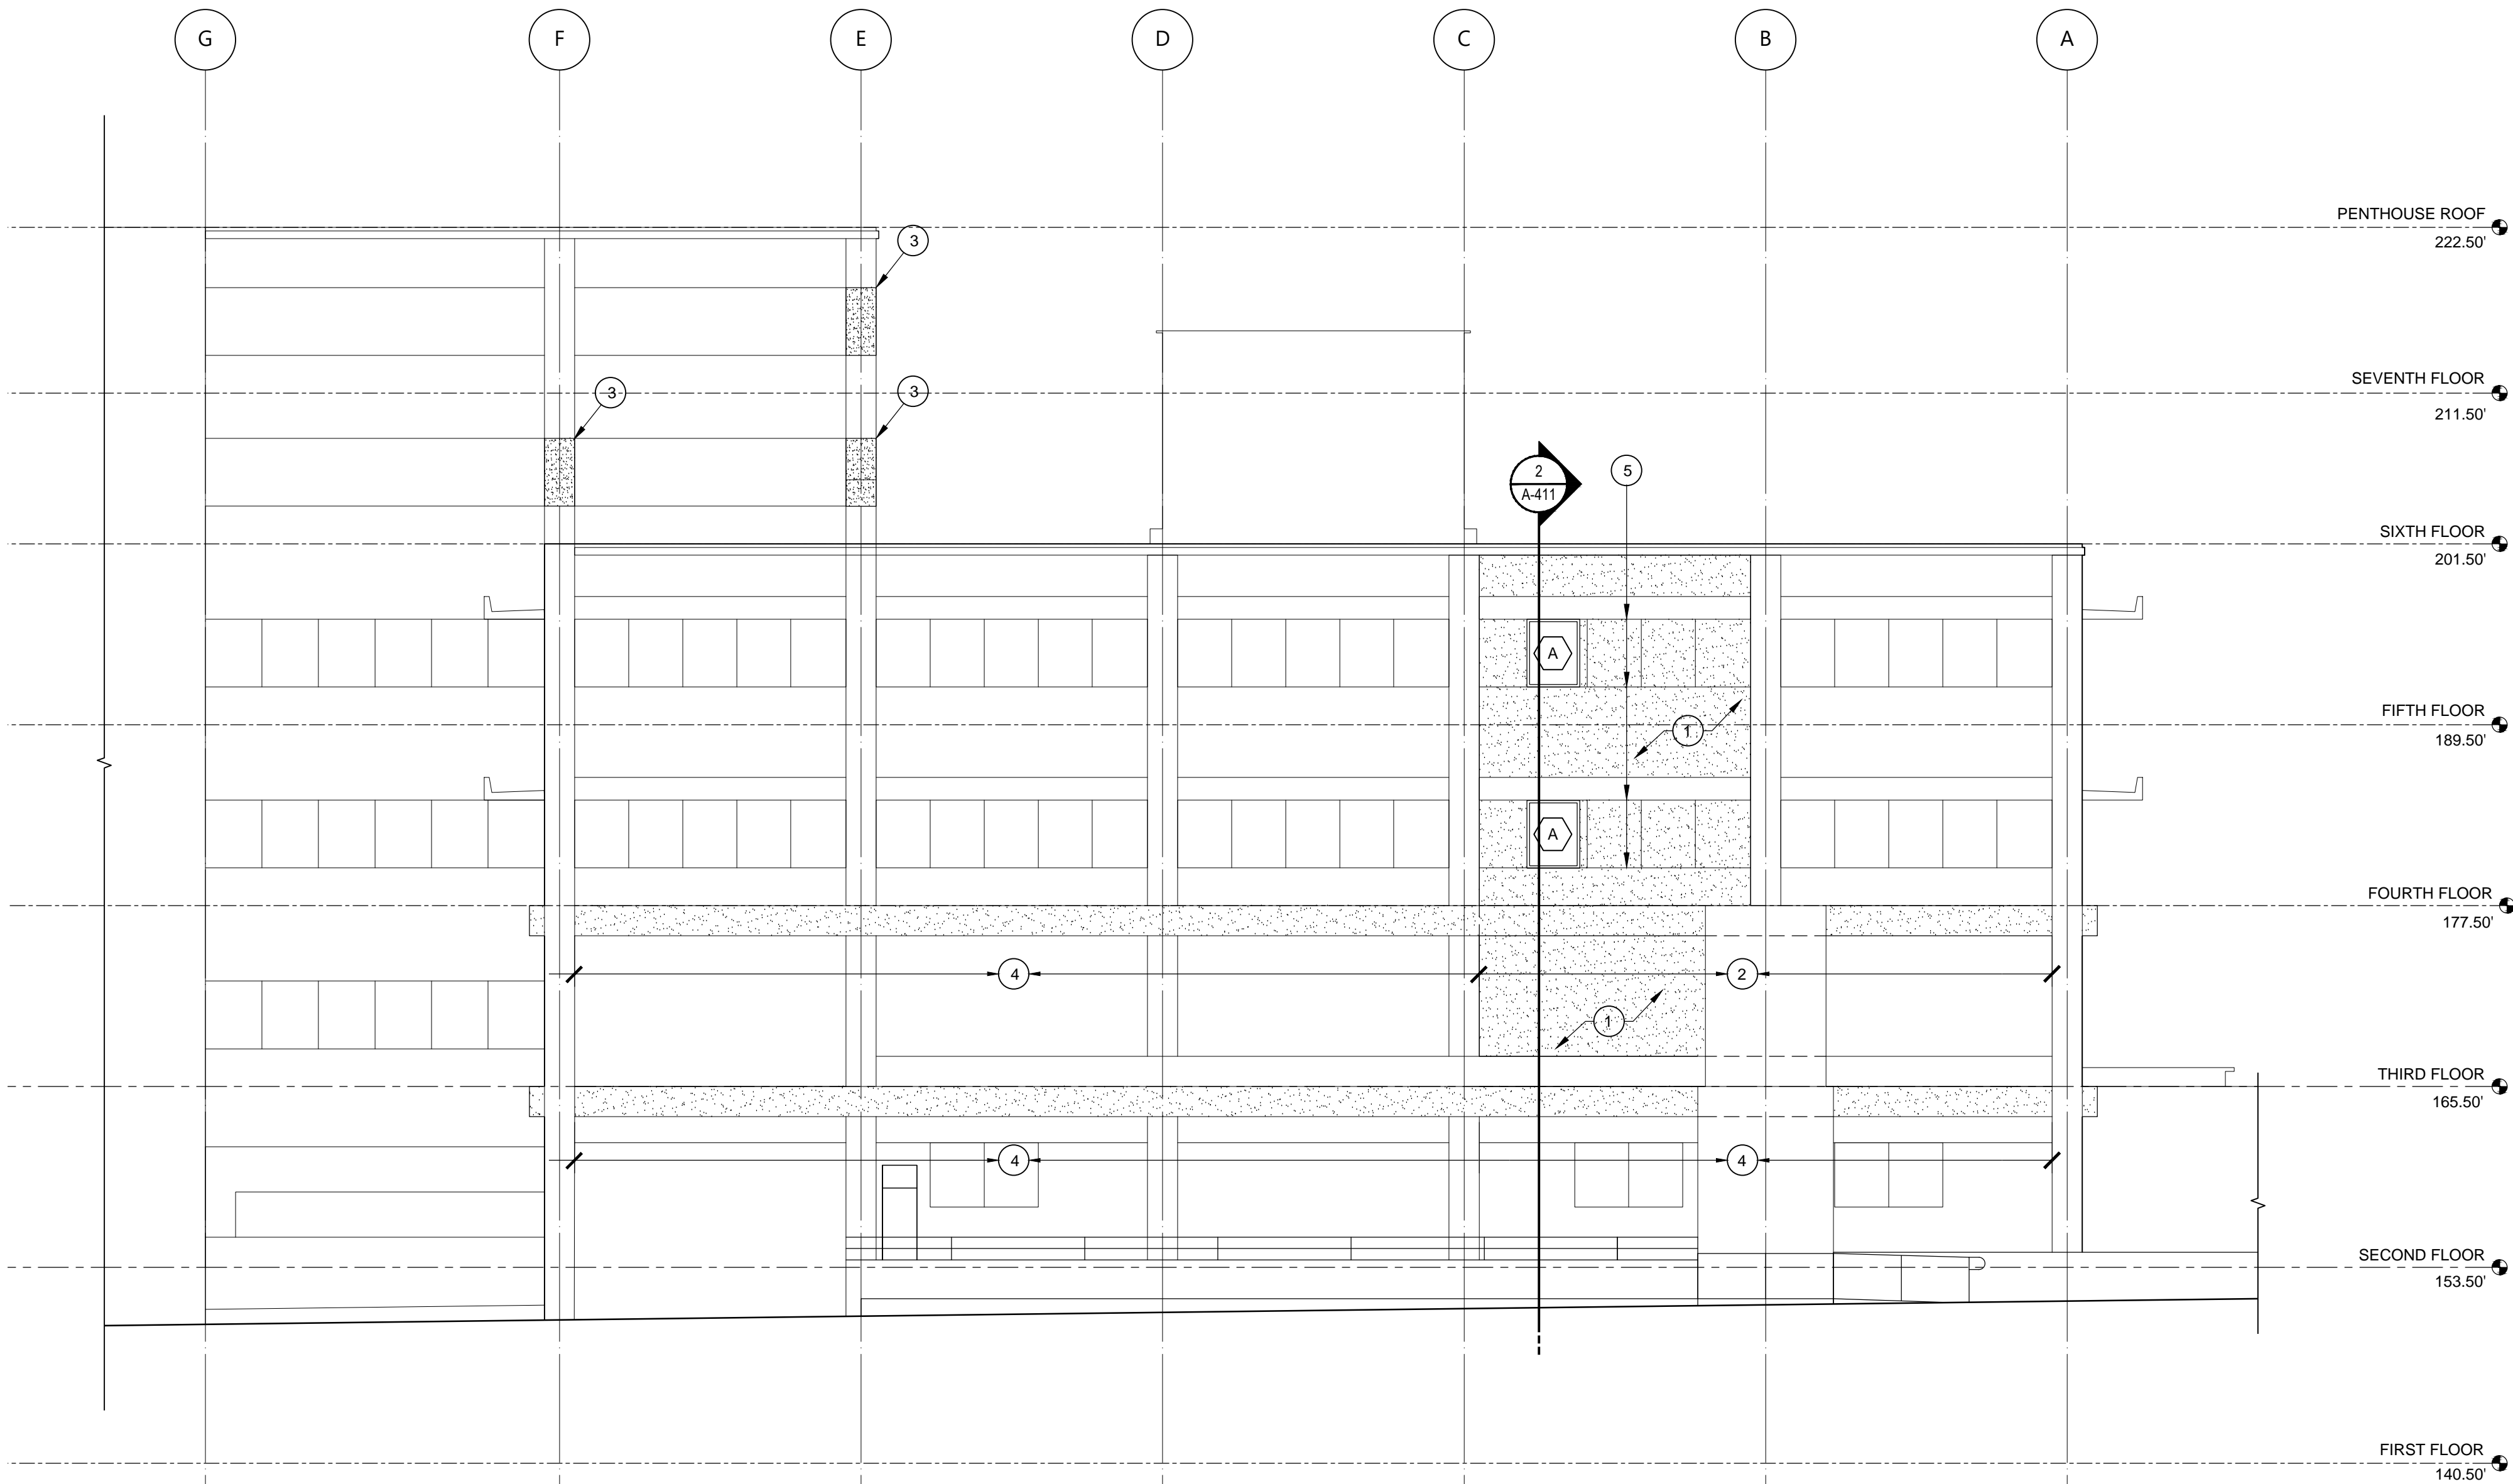 G F E D C B A
PENTHOUSE ROOF
222.50'
3
SEVENTH FLOOR
3 3
211.50'
2
A-411
5
SIXTH FLOOR
201.50'
A
FIFTH FLOOR
1
189.50'
A
FOURTH FLOOR
177.50'
4 2
1
THIRD FLOOR
165.50'
4 4
SECOND FLOOR
153.50'
FIRST FLOOR
140.50'